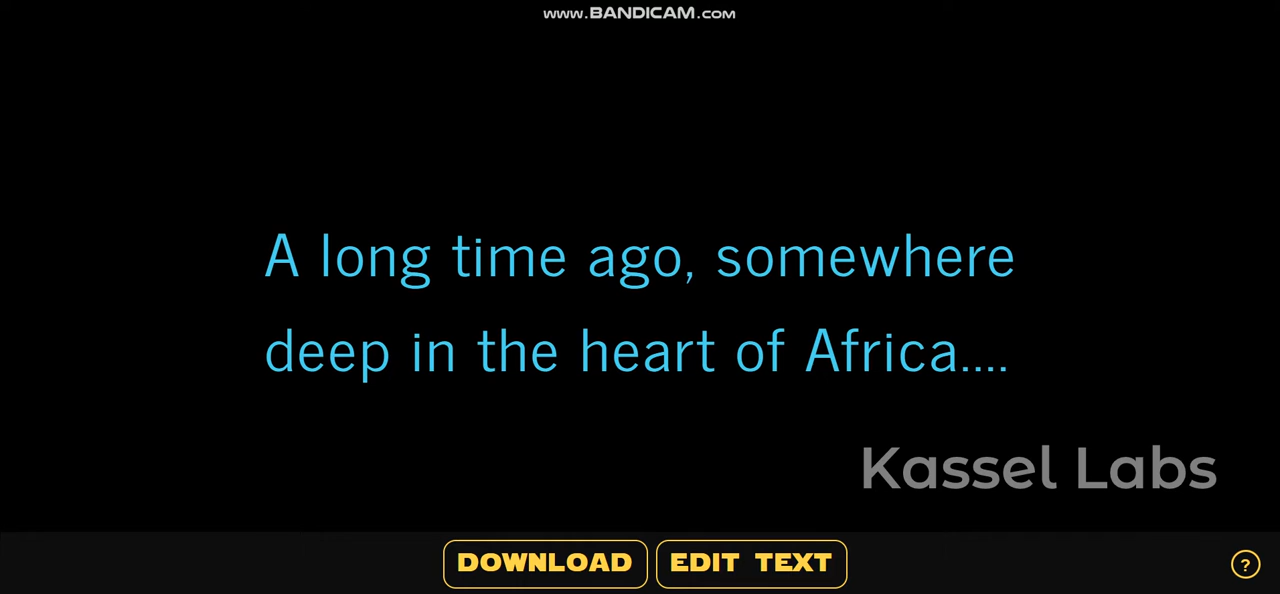 www.BANDICAM.com
A long time ago, somewhere
deep in the heart of Africa....
Kassel Labs
DOWNLOAD
EDIT TEXT
?